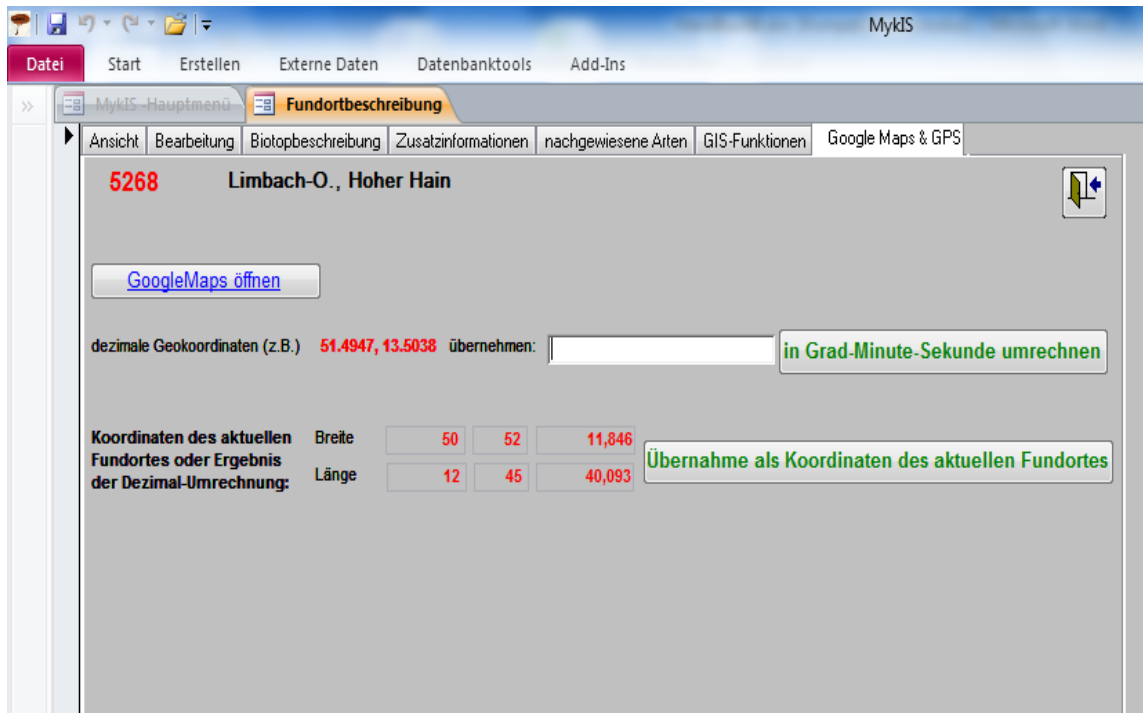 MykIS
Datei Start Erstellen Externe Daten Datenbanktools Add-Ins
» MykIS -Hauptmenü Fundortbeschreibung
Ansicht Bearbeitung Biotopbeschreibung Zusatzinformationen nachgewiesene Arten GIS-Funktionen Google Maps & GPS
5268 Limbach-O., Hoher Hain
GoogleMaps öffnen
dezimale Geokoordinaten (z.B.) 51.4947, 13.5038 übernehmen: in Grad-Minute-Sekunde umrechnen
Koordinaten des aktuellen Breite 50 52 11,846
Fundortes oder Ergebnis Übernahme als Koordinaten des aktuellen Fundortes
der Dezimal-Umrechnung: Länge 12 45 40,093